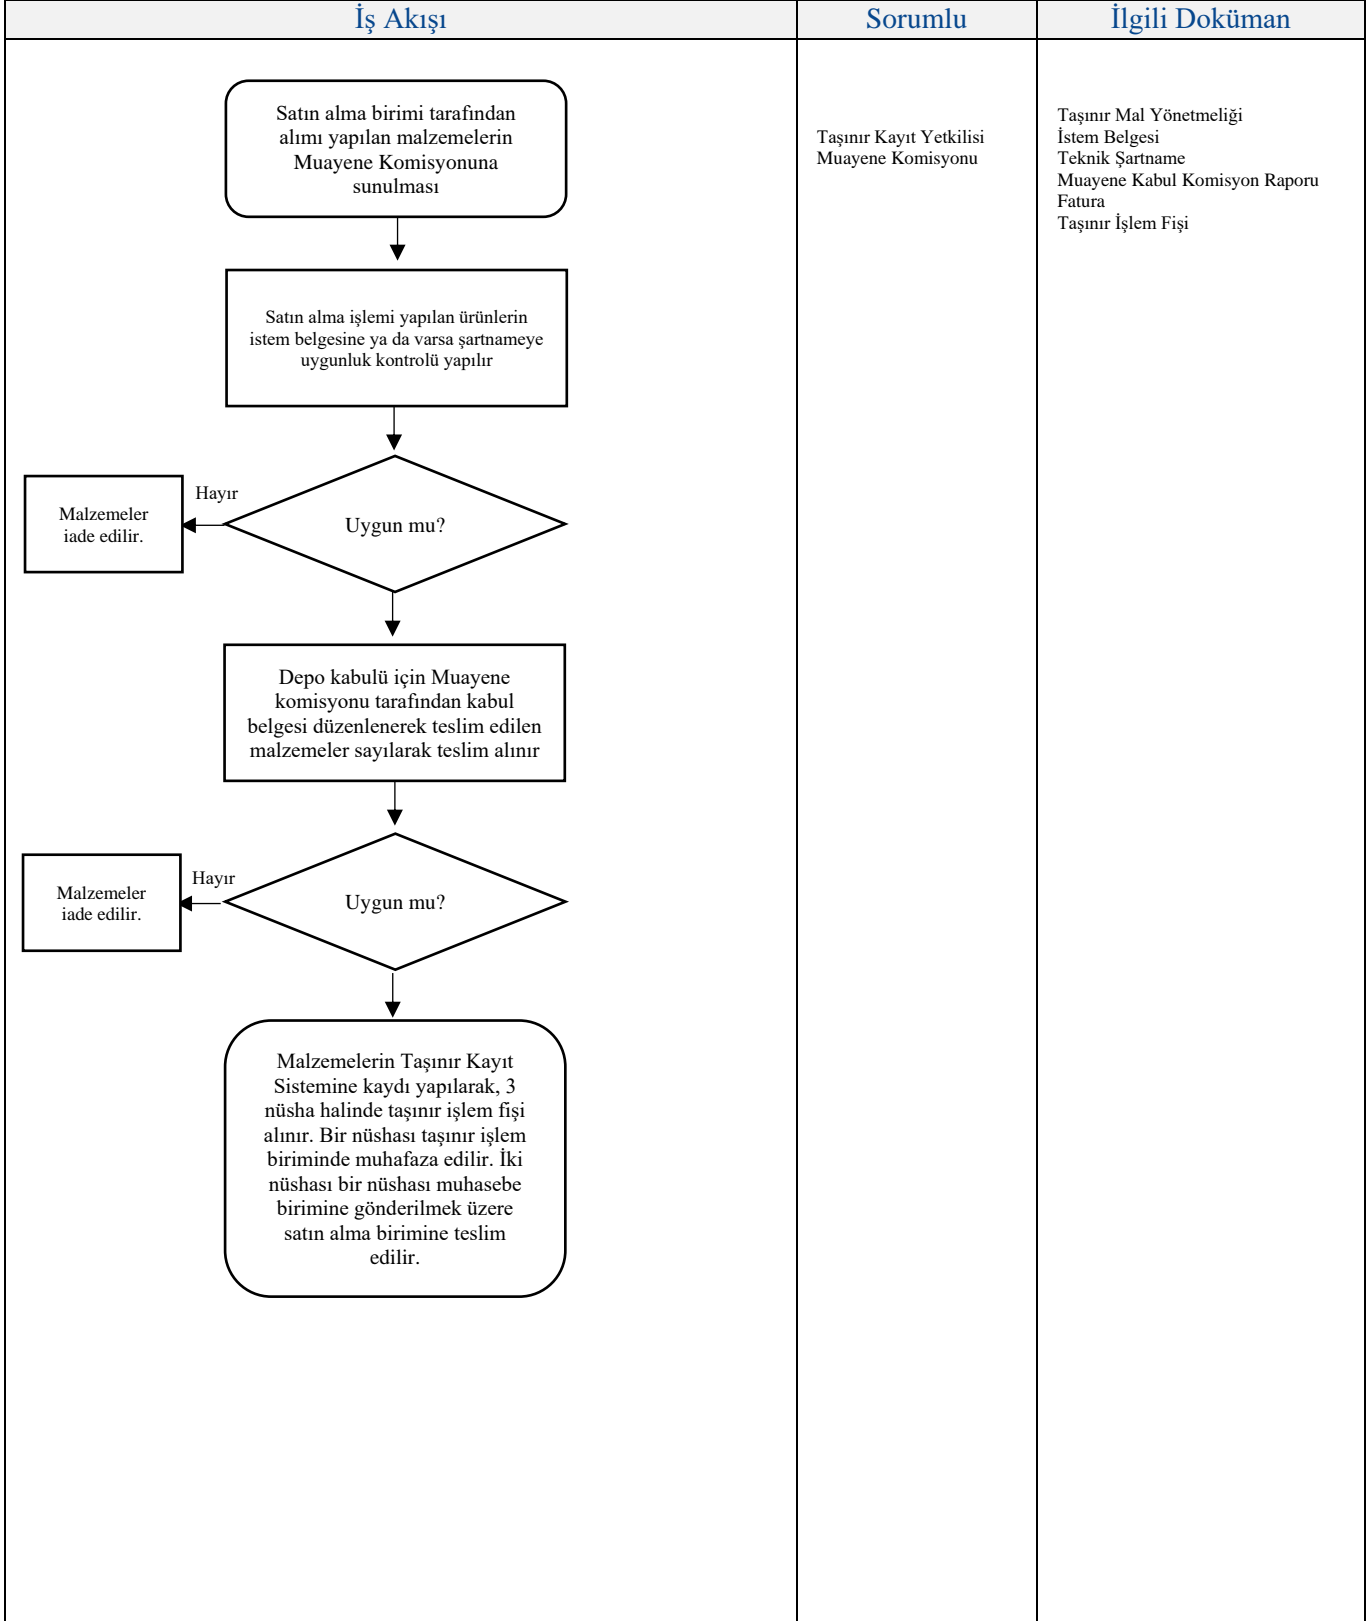 İş Akışı
Sorumlu
İlgili Doküman
Satın alma birimi tarafından
alımı yapılan malzemelerin
Muayene Komisyonuna
sunulması
Taşınır Kayıt Yetkilisi
Muayene Komisyonu
Taşınır Mal Yönetmeliği
İstem Belgesi
Teknik Şartname
Muayene Kabul Komisyon Raporu
Fatura
Taşınır İşlem Fişi
Satın alma işlemi yapılan ürünlerin
istem belgesine ya da varsa şartnameye
uygunluk kontrolü yapılır
Hayır
Malzemeler
iade edilir.
Uygun mu?
Depo kabulü için Muayene
komisyonu tarafından kabul
belgesi düzenlenerek teslim edilen
malzemeler sayılarak teslim alınır
Hayır
Malzemeler
iade edilir.
Uygun mu?
Malzemelerin Taşınır Kayıt
Sistemine kaydı yapılarak, 3
nüsha halinde taşınır işlem fişi
alınır. Bir nüshası taşınır işlem
biriminde muhafaza edilir. İki
nüshası bir nüshası muhasebe
birimine gönderilmek üzere
satın alma birimine teslim
edilir.